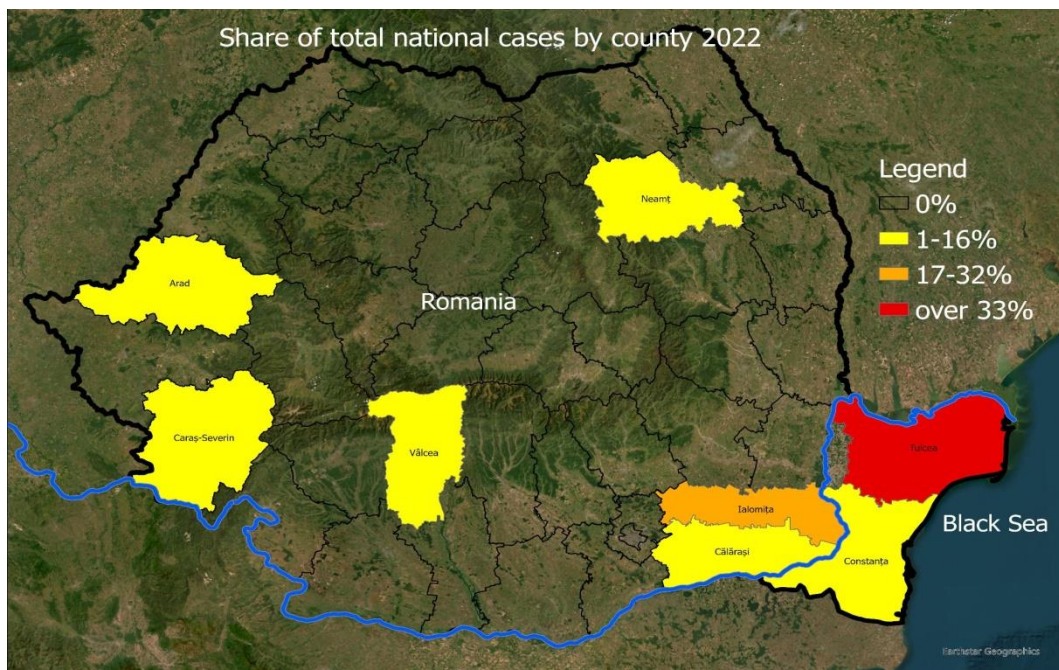 Share of total national cases by county 2022
Legend
0%
1-16%
17-32%
over 33%
Neamț
Arad
Romania
Caraș-Severin
Vâlcea
Tulcea
Ialomița
Black Sea
Călărași
Constanța
Earthstar Geographics